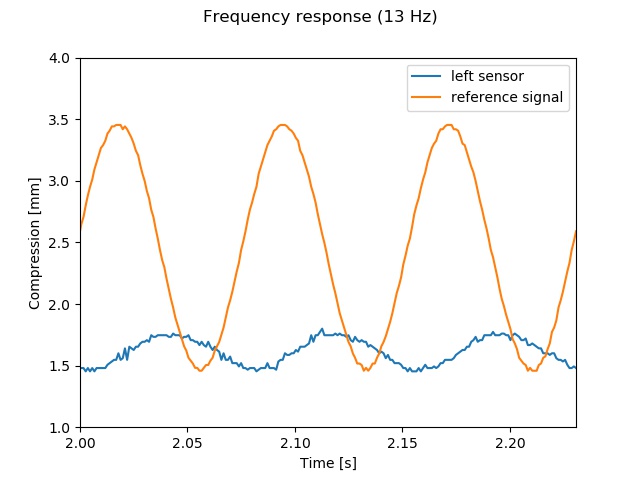 Frequency response (13 Hz)
left sensor
reference signal
4.0
3.5
3.0
2.5
2.0
1.5
1.0
Compression [mm]
2.00
2.05
2.10
2.15
2.20
Time [s]